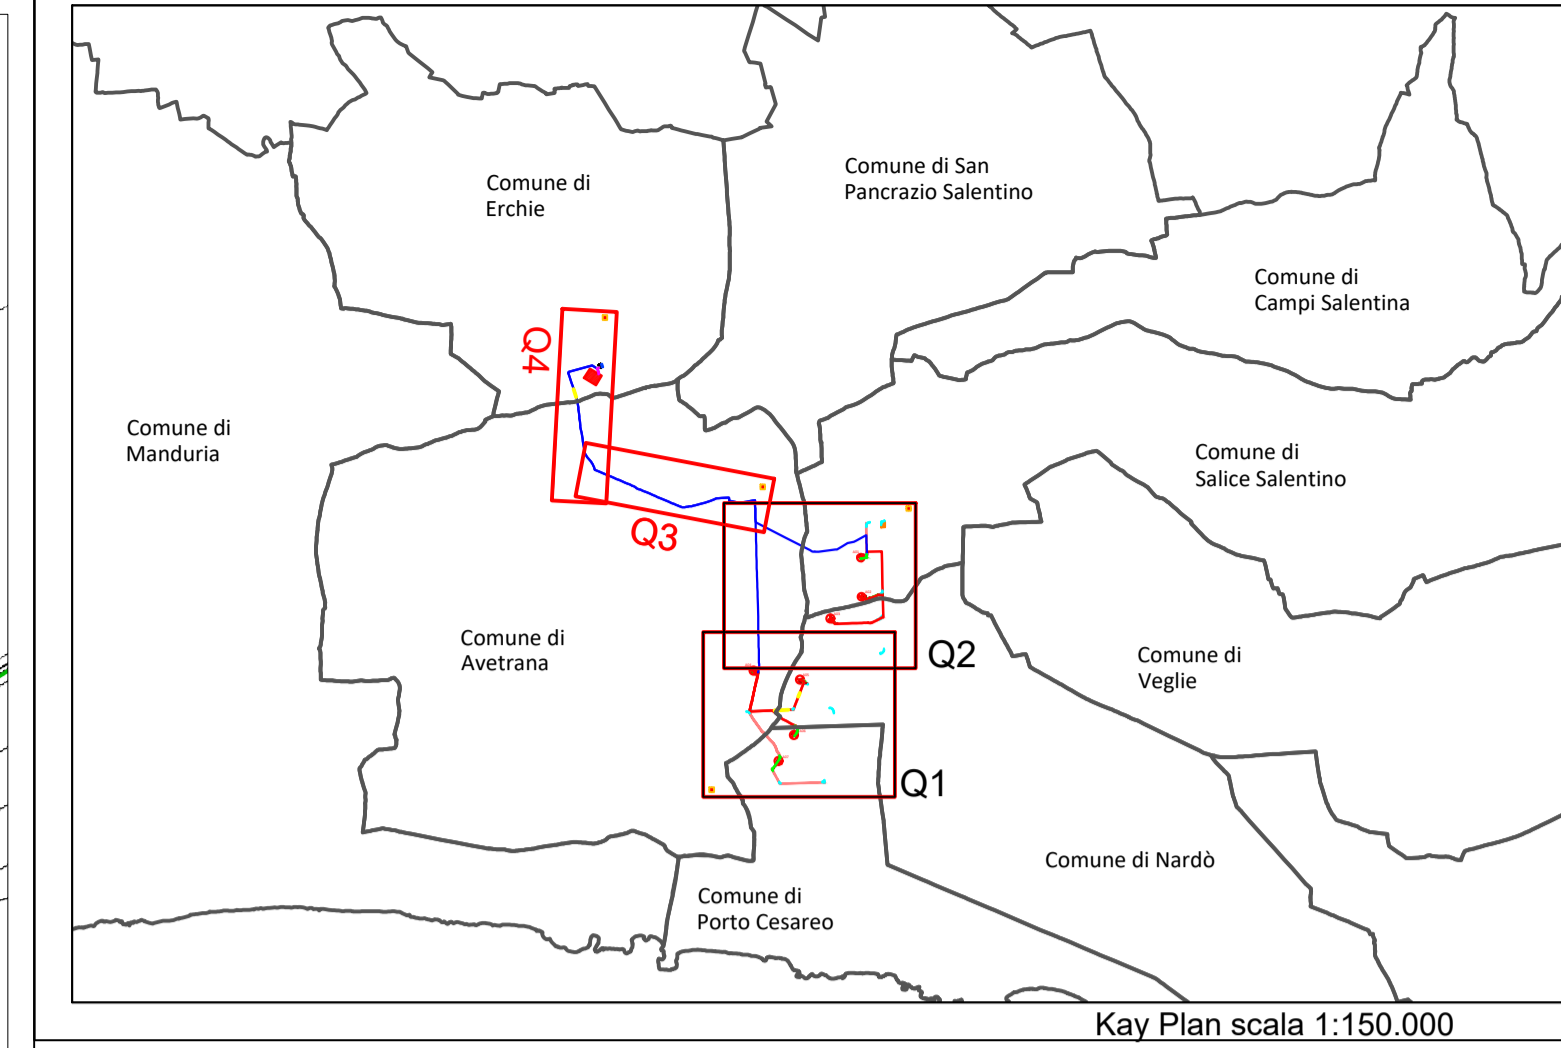 Comune di San
Pancrazio Salentino
Comune di
Erchie
Comune di
Campi Salentina
Q4
Comune di
Manduria
Comune di
Salice Salentino
Q3
Comune di
Avetrana
Q2
Comune di
Veglie
Q1
Comune di Nardò
Comune di
Porto Cesareo
Kay Plan scala 1:150.000